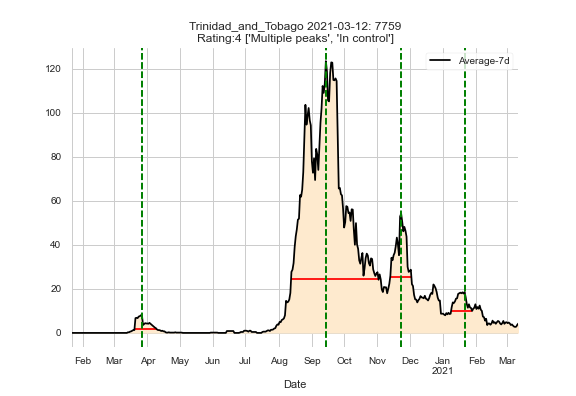 Trinidad_and_Tobago 2021-03-12: 7759
Rating:4 ['Multiple peaks', 'In control']
Average-7d
120
100
80
60
40
20
0
Feb Mar Apr May Jun Jul Aug Sep Oct Nov Dec Jan Feb Mar
2021
Date